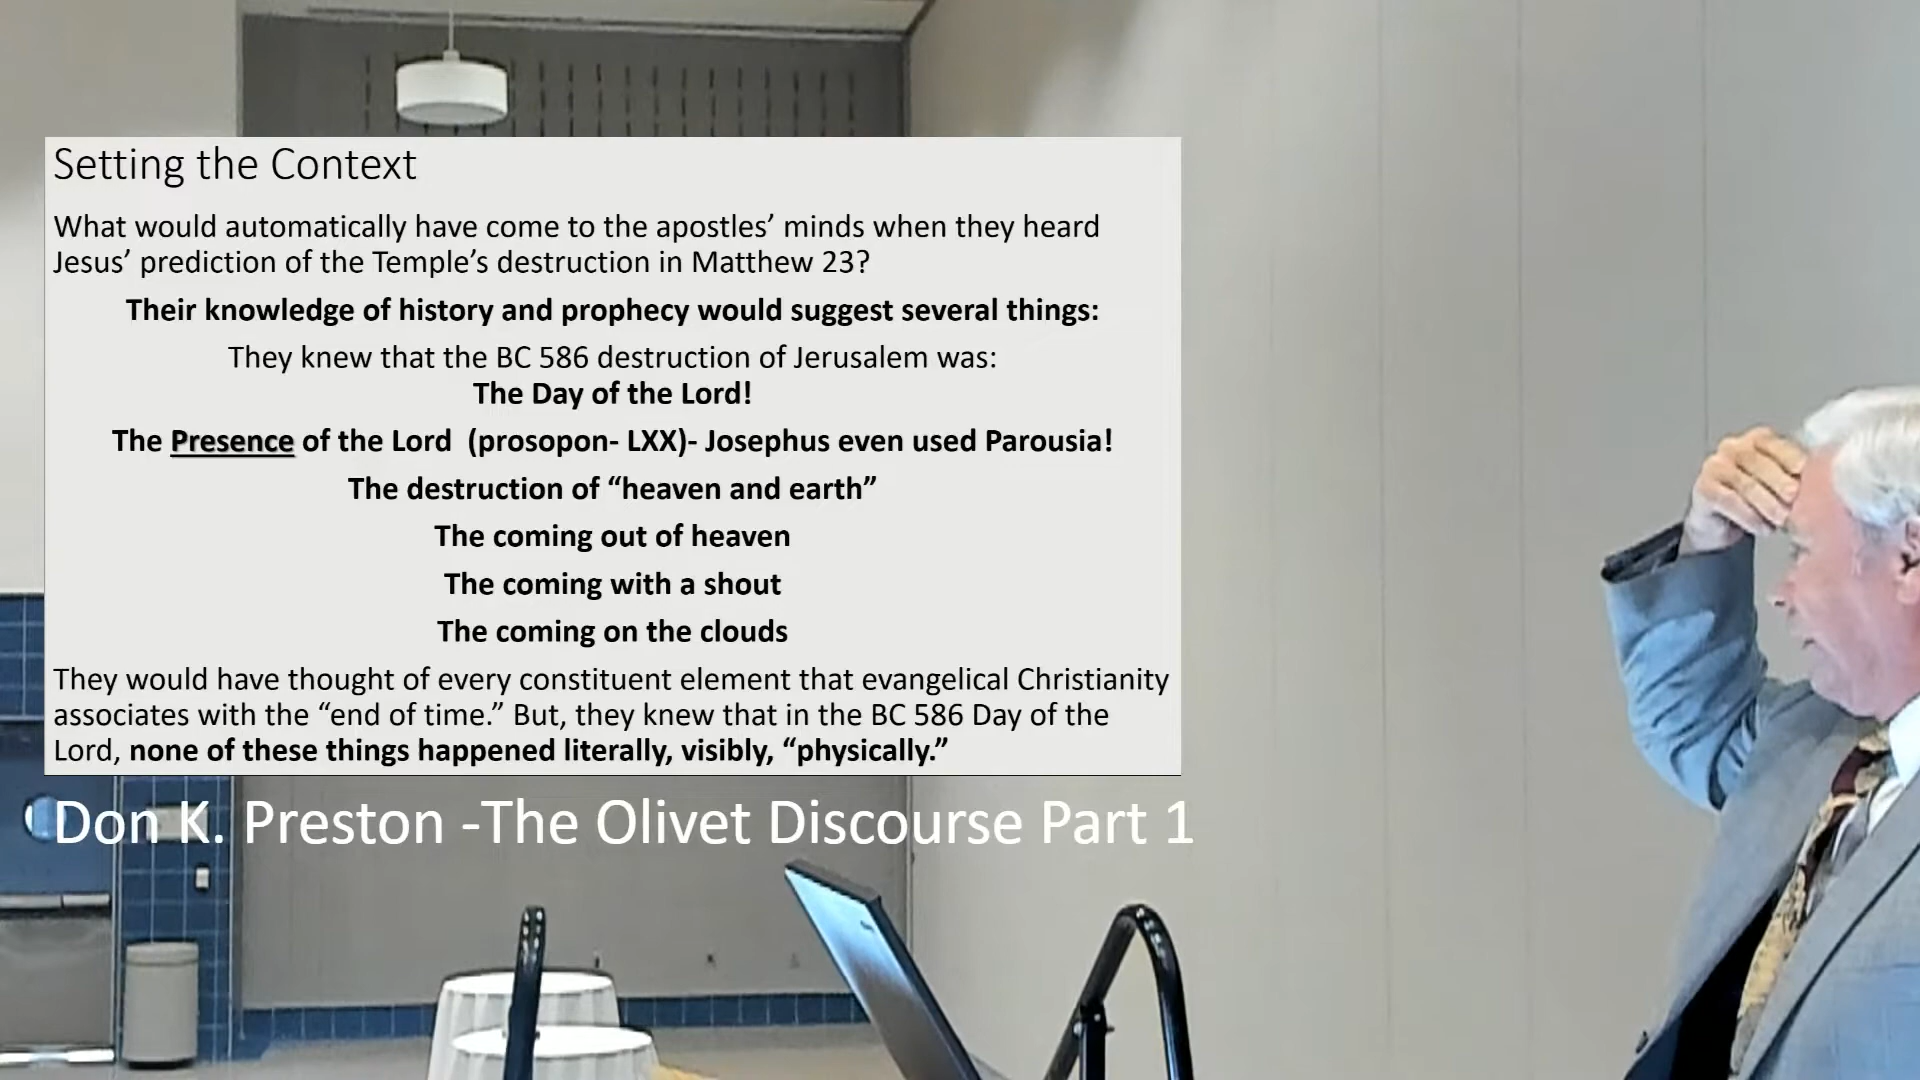 Setting the Context
What would automatically have come to the apostles’ minds when they heard
Jesus’ prediction of the Temple’s destruction in Matthew 23?
Their knowledge of history and prophecy would suggest several things:
They knew that the BC 586 destruction of Jerusalem was:
The Day of the Lord!
The Presence of the Lord (prosopon- LXX)- Josephus even used Parousia!
The destruction of “heaven and earth”
The coming out of heaven
The coming with a shout
The coming on the clouds
They would have thought of every constituent element that evangelical Christianity
associates with the “end of time.” But, they knew that in the BC 586 Day of the
Lord, none of these things happened literally, visibly, “physically.”
Don K. Preston -The Olivet Discourse Part 1